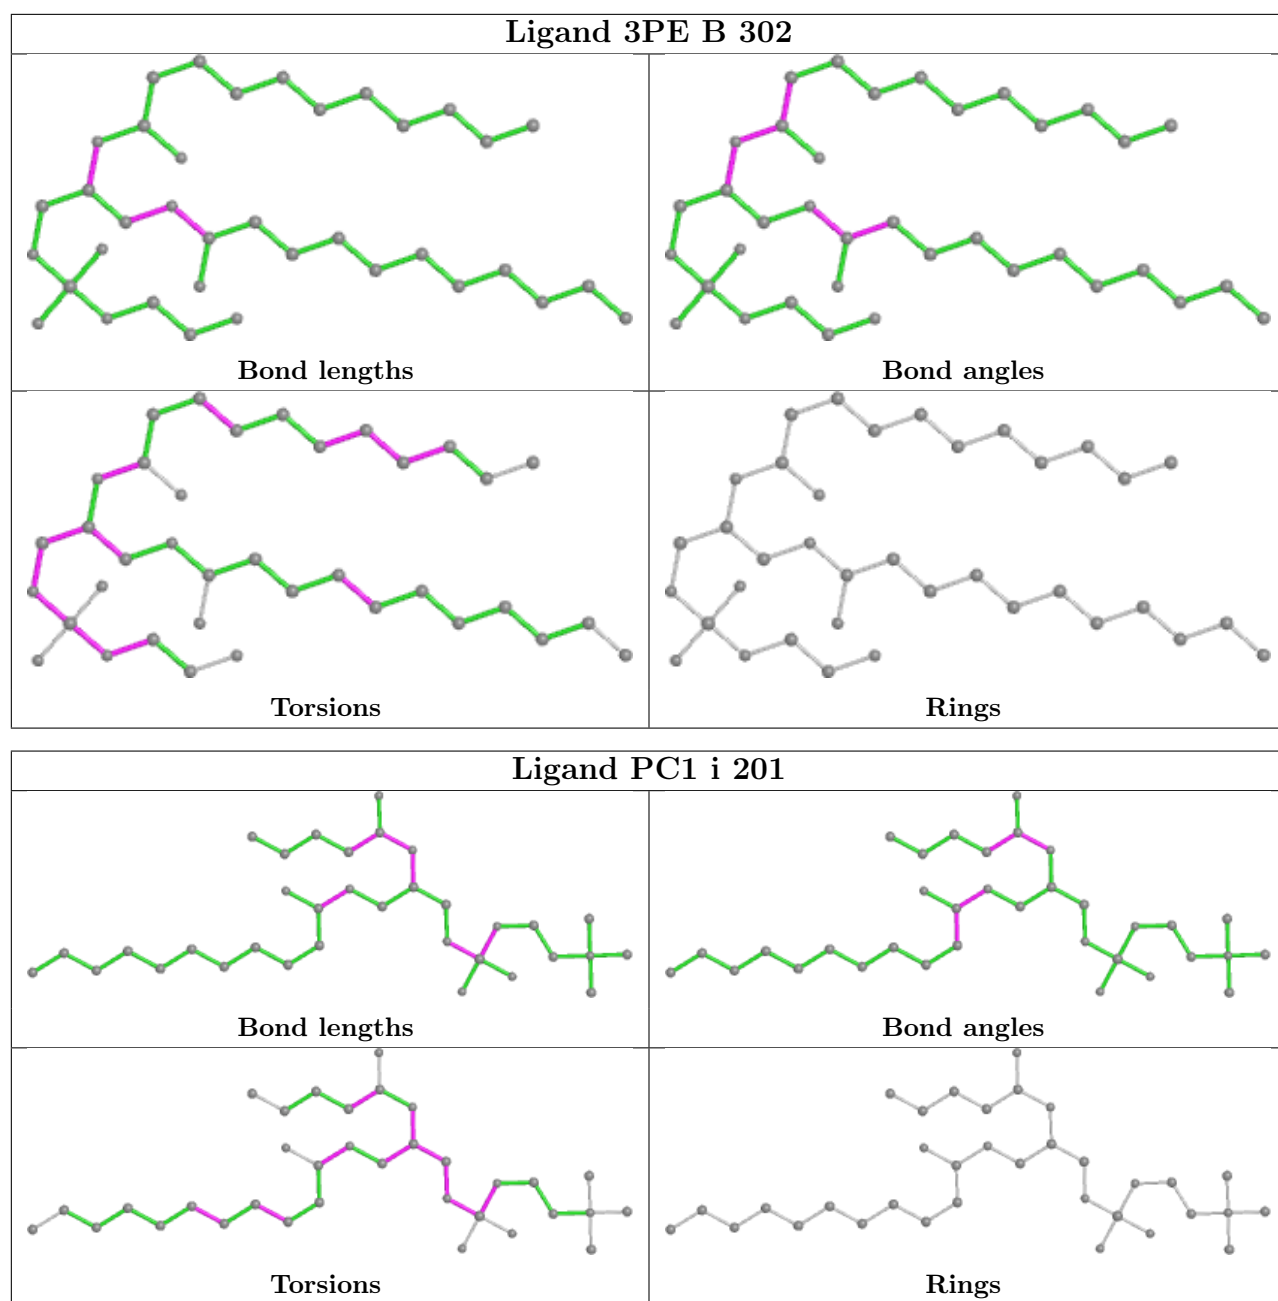 Ligand 3PE B 302
Bond lengths
Bond angles
Torsions
Rings
Ligand PC1 i 201
Bond lengths
Bond angles
Torsions
Rings